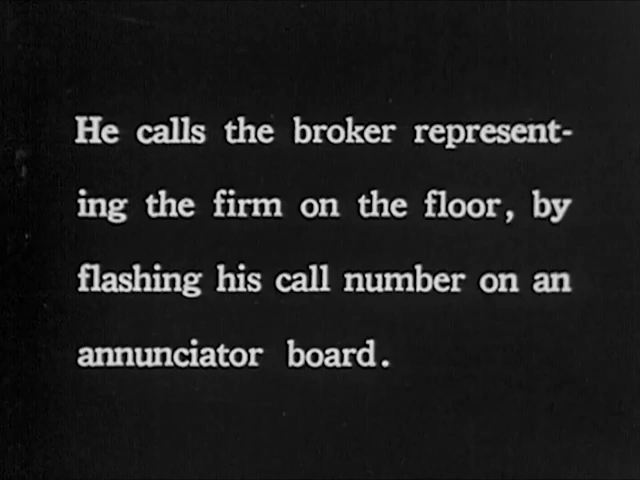 He calls the broker represent-
ing the firm on the floor, by
flashing his call number on an
annunciator board.